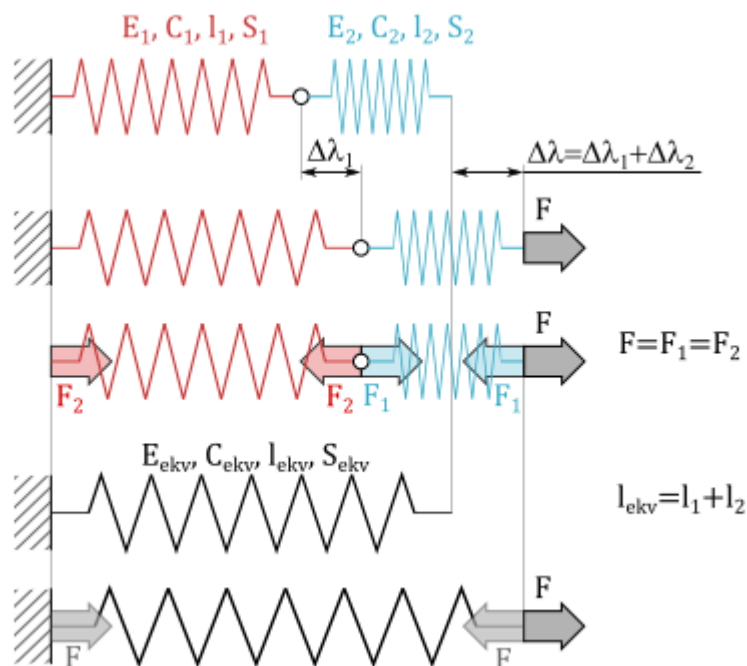 E₁, C₁, l₁, S₁
E₂, C₂, l₂, S₂
Δλ₁
Δλ=Δλ₁+Δλ₂
F
F
F=F₁=F₂
F₂
F₂
F₁
F₁
Eₑₖᵥ, Cₑₖᵥ, lₑₖᵥ, Sₑₖᵥ
lₑₖᵥ=l₁+l₂
F
F
F